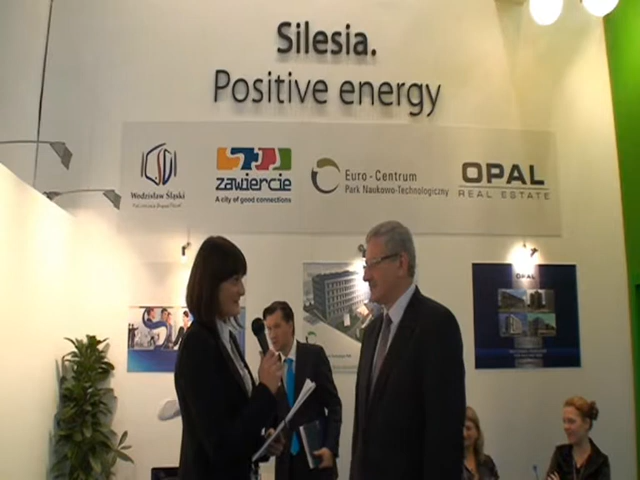 Silesia.
Positive energy
Wodzisław Śląski
zawiercie
A city of good connections
Euro - Centrum
Park Naukowo-Technologiczny
OPAL
REAL ESTATE
OPAL